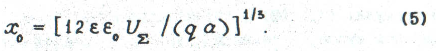 x₀ = [12 ε ε₀ U_Σ / (q a)]^{1/3}. (5)